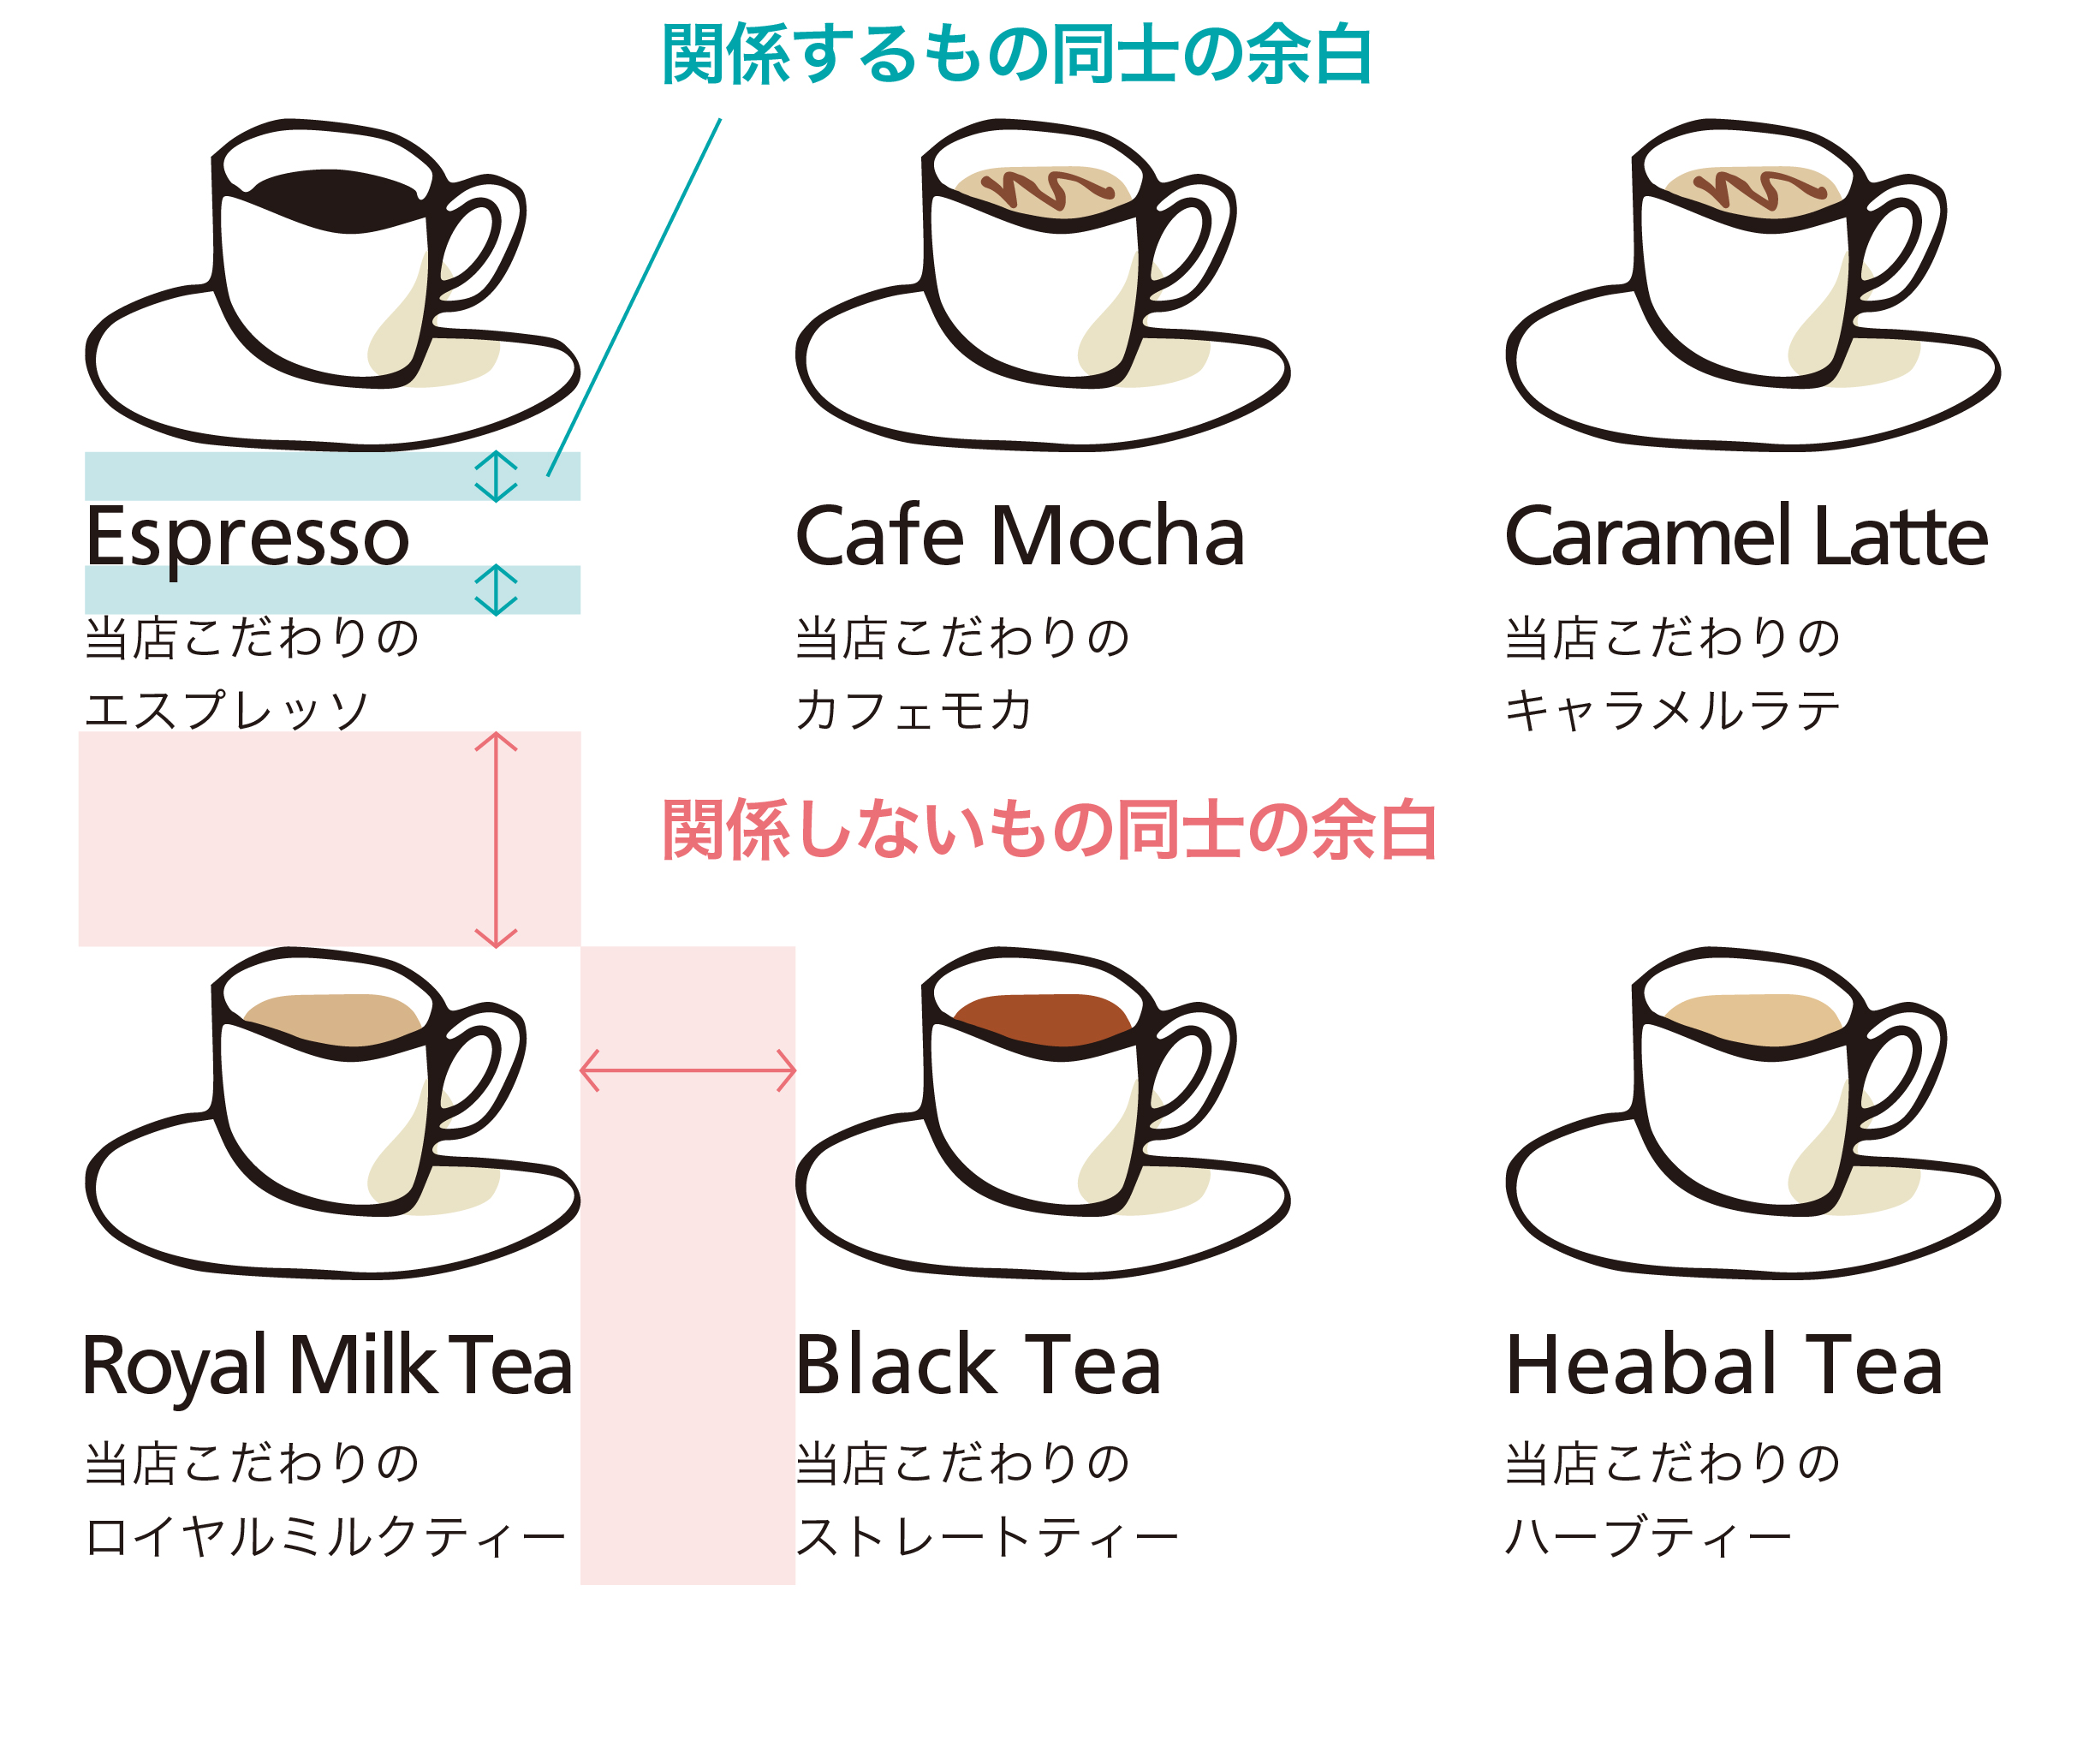 関係するもの同士の余白
Espresso
当店こだわりの
エスプレッソ
Cafe Mocha
当店こだわりの
カフェモカ
Caramel Latte
当店こだわりの
キャラメルラテ
関係しないもの同士の余白
Royal Milk Tea
当店こだわりの
ロイヤルミルクティー
Black Tea
当店こだわりの
ストレートティー
Heabal Tea
当店こだわりの
ハーブティー